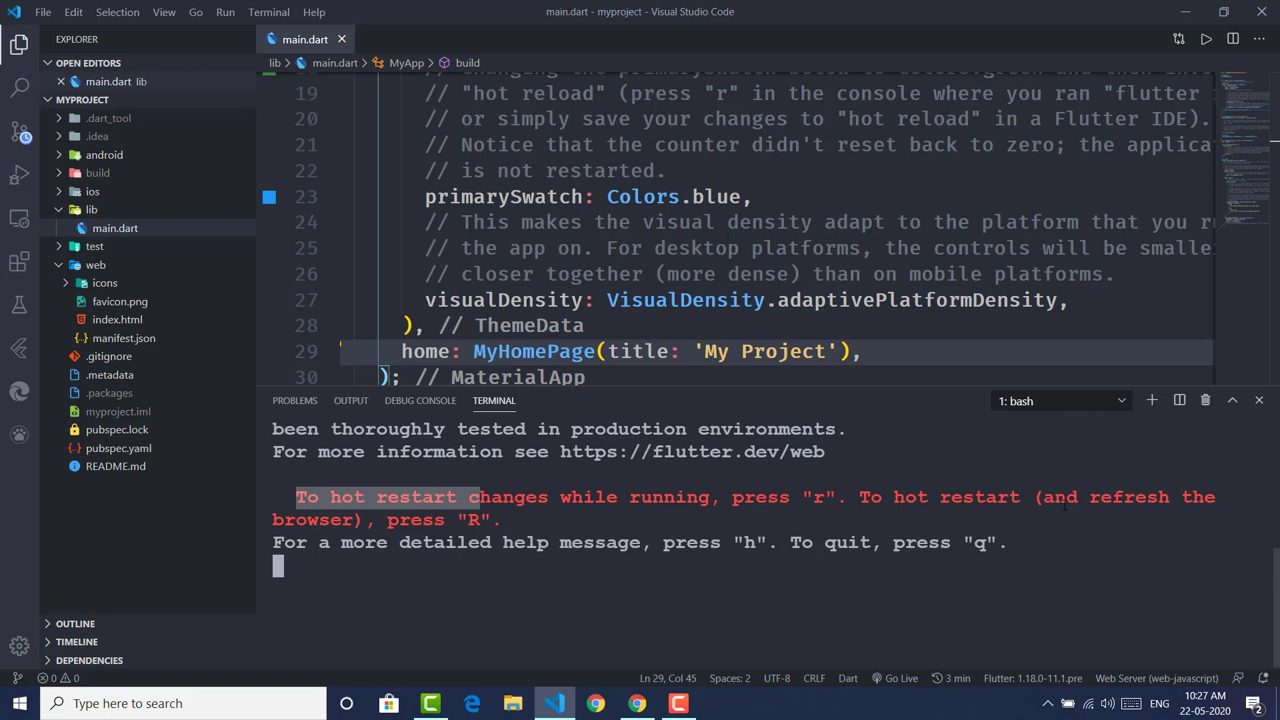 File Edit Selection View Go Run Terminal Help main.dart - myproject - Visual Studio Code
EXPLORER
OPEN EDITORS
main.dart lib
MYPROJECT
.dart_tool
.idea
android
build
ios
lib
main.dart
test
web
icons
favicon.png
index.html
manifest.json
.gitignore
.metadata
.packages
myproject.iml
pubspec.lock
pubspec.yaml
README.md
OUTLINE
TIMELINE
DEPENDENCIES
main.dart
lib main.dart MyApp build
19 // "hot reload" (press "r" in the console where you ran "flutter
20 // or simply save your changes to "hot reload" in a Flutter IDE).
21 // Notice that the counter didn't reset back to zero; the applica
22 // is not restarted.
23 primarySwatch: Colors.blue,
24 // This makes the visual density adapt to the platform that you r
25 // the app on. For desktop platforms, the controls will be smalle
26 // closer together (more dense) than on mobile platforms.
27 visualDensity: VisualDensity.adaptivePlatformDensity,
28 ), // ThemeData
29 home: MyHomePage(title: 'My Project'),
30 ); // MaterialApp
PROBLEMS OUTPUT DEBUG CONSOLE TERMINAL 1: bash
been thoroughly tested in production environments.
For more information see https://flutter.dev/web
To hot restart changes while running, press "r". To hot restart (and refresh the
browser), press "R".
For a more detailed help message, press "h". To quit, press "q".
0 0 Ln 29, Col 45 Spaces: 2 UTF-8 CRLF Dart Go Live 3 min Flutter: 1.18.0-11.1.pre Web Server (web-javascript)
Type here to search
ENG
10:27 AM
22-05-2020
2